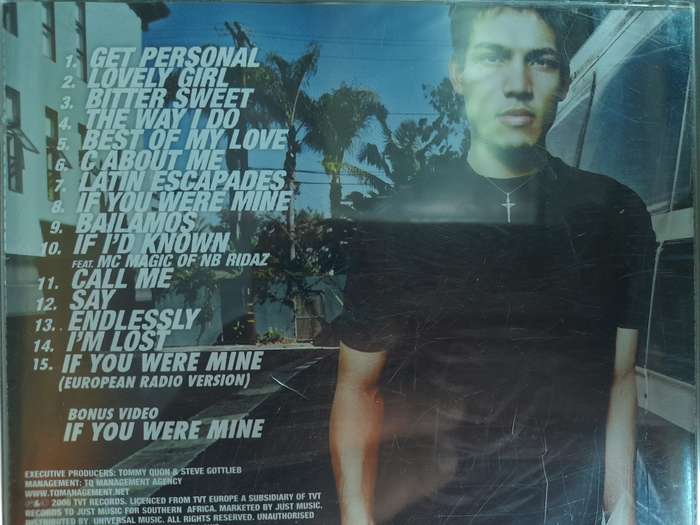 1. GET PERSONAL
2. LOVELY GIRL
3. BITTER SWEET
4. THE WAY I DO
5. BEST OF MY LOVE
6. C ABOUT ME
7. LATIN ESCAPADES
8. IF YOU WERE MINE
9. BAILAMOS
10. IF I'D KNOWN
FEAT. MC MAGIC OF NB RIDAZ
11. CALL ME
12. SAY
13. ENDLESSLY
14. I'M LOST
15. IF YOU WERE MINE
(EUROPEAN RADIO VERSION)
BONUS VIDEO
IF YOU WERE MINE
EXECUTIVE PRODUCERS: TOMMY QUON & STEVE GOTTLIEB
MANAGEMENT: TQ MANAGEMENT AGENCY
WWW.TQMANAGEMENT.NET
℗ & © 2006 TVT RECORDS. LICENCED FROM TVT EUROPE A SUBSIDIARY OF TVT
RECORDS TO JUST MUSIC FOR SOUTHERN AFRICA. MARKETED BY JUST MUSIC.
DISTRIBUTED BY UNIVERSAL MUSIC. ALL RIGHTS RESERVED. UNAUTHORISED